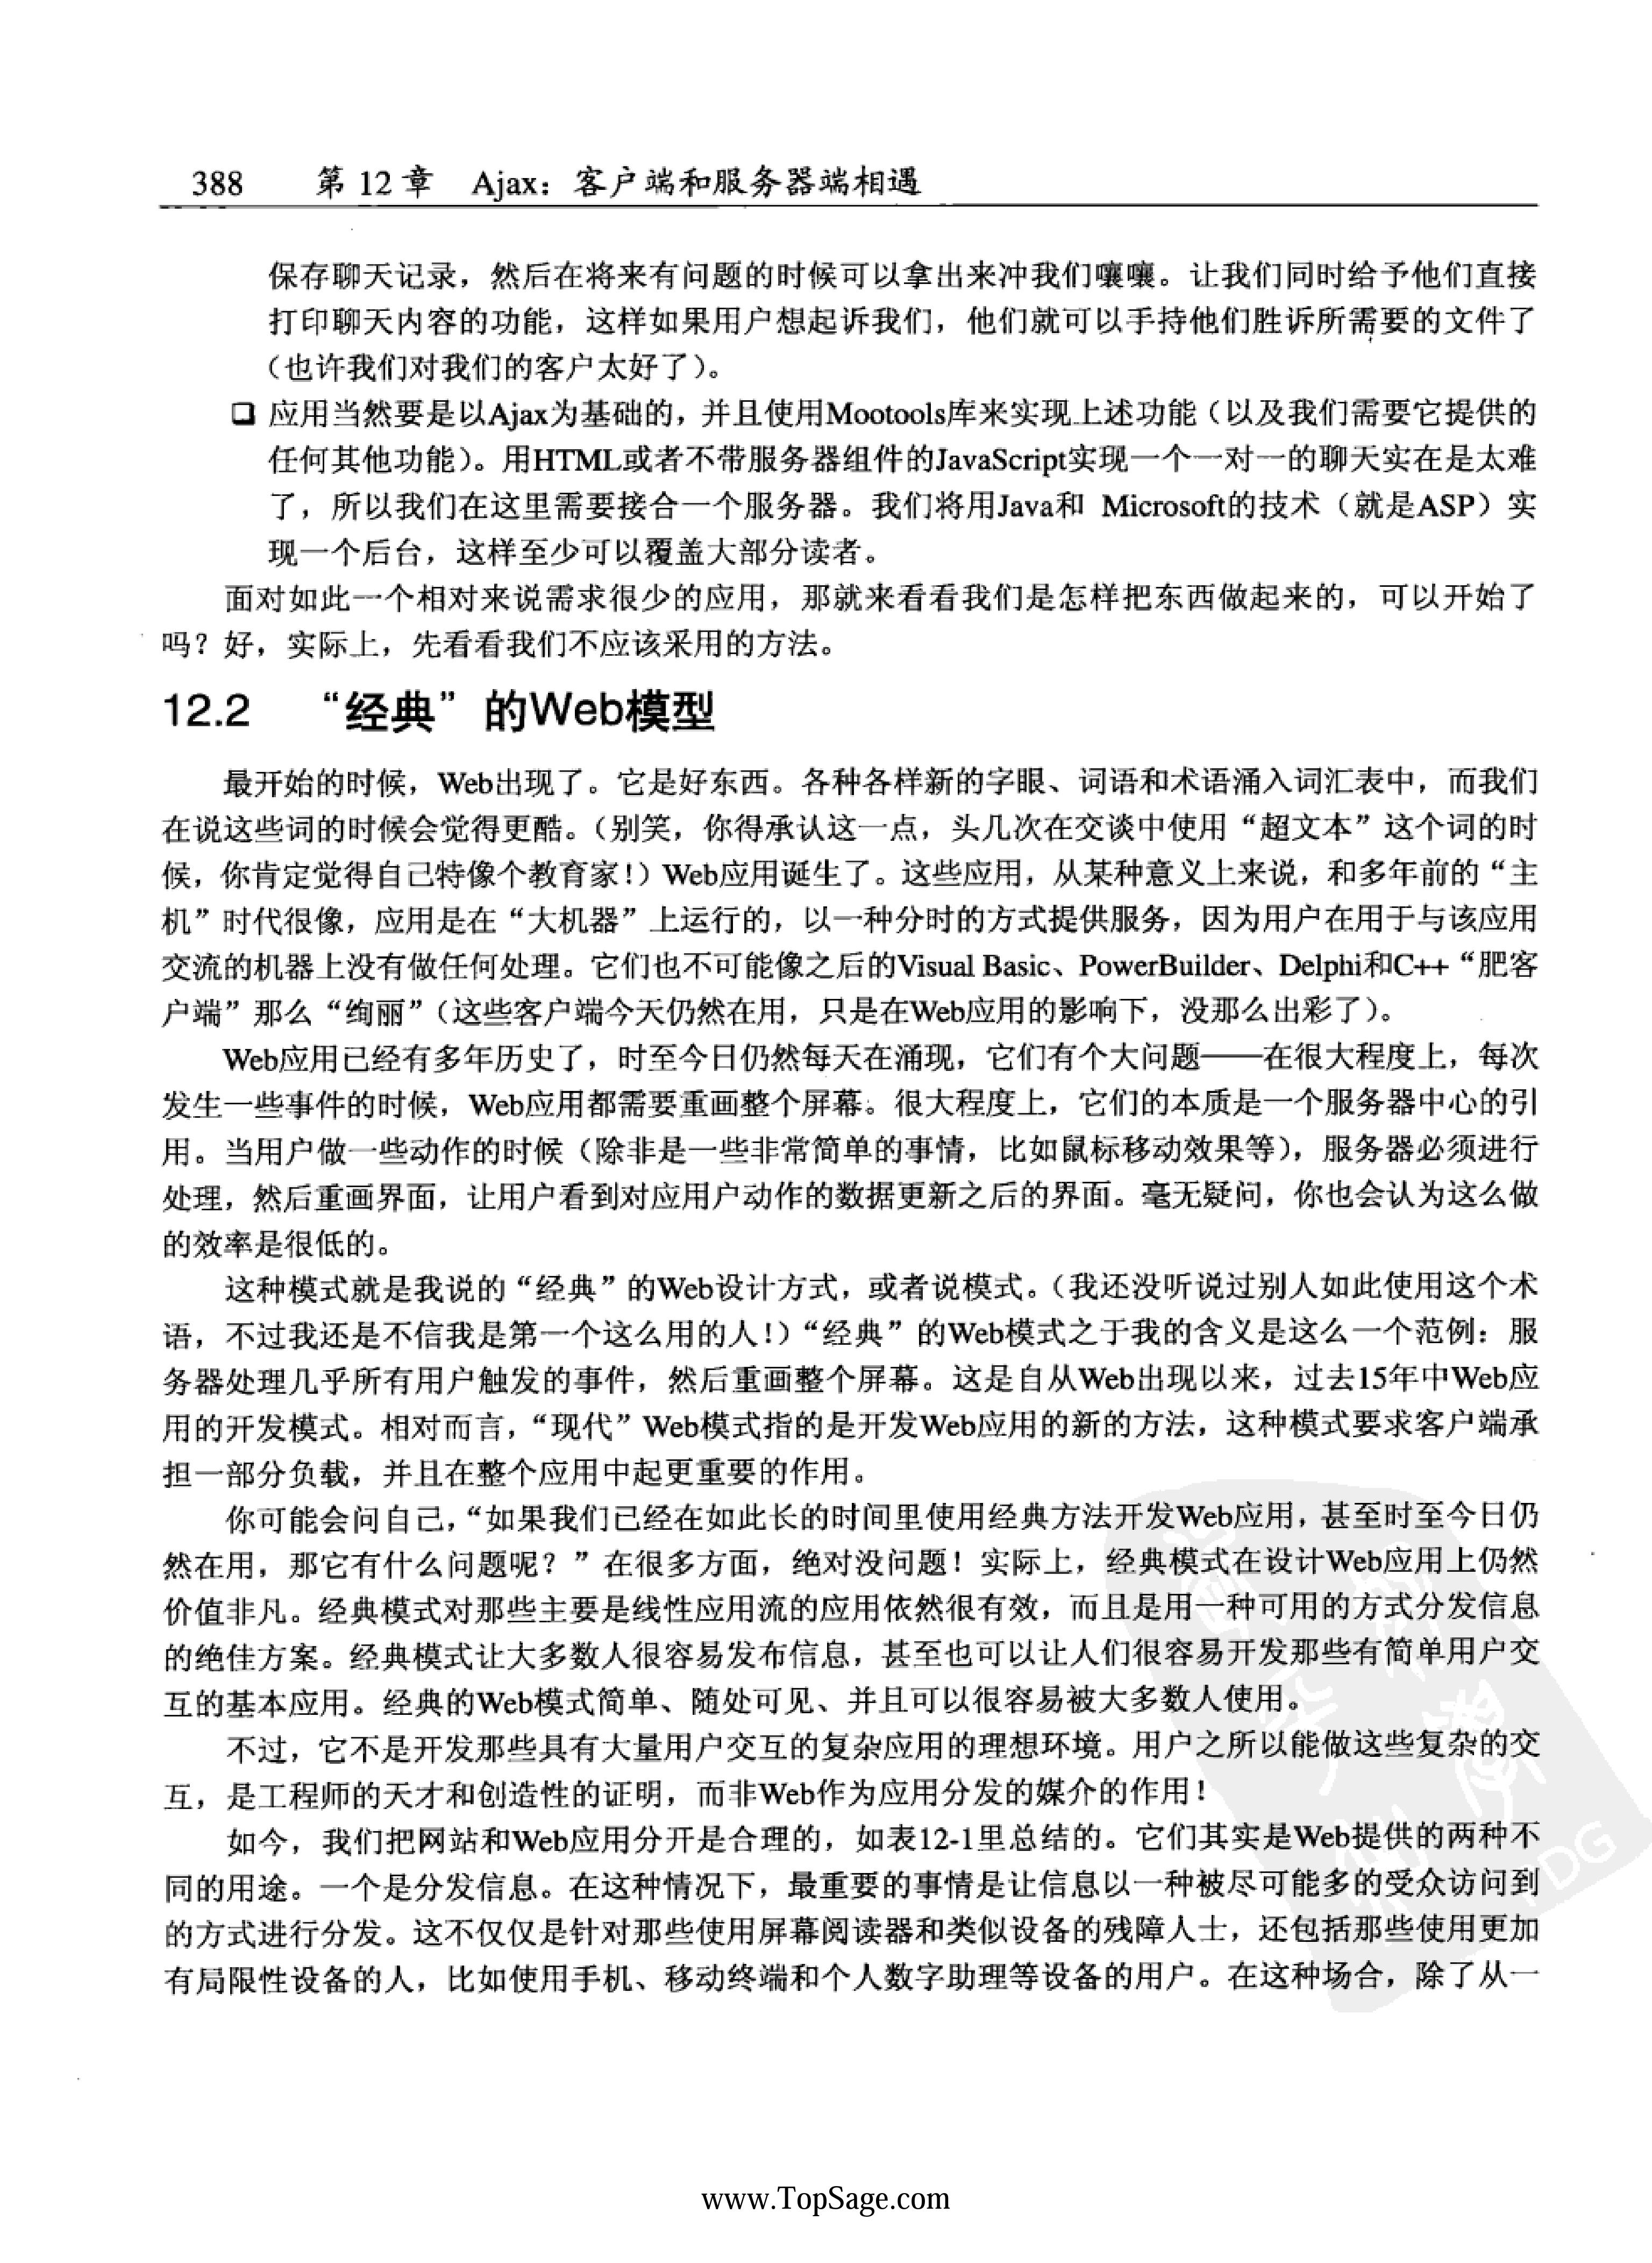 388 第 12 章 Ajax：客户端和服务器端相遇
保存聊天记录，然后在将来有问题的时候可以拿出来冲我们嚷嚷。让我们同时给予他们直接
打印聊天内容的功能，这样如果用户想起诉我们，他们就可以手持他们胜诉所需要的文件了
（也许我们对我们的客户太好了）。
❑ 应用当然要是以Ajax为基础的，并且使用Mootools库来实现上述功能（以及我们需要它提供的
任何其他功能）。用HTML或者不带服务器组件的JavaScript实现一个一对一的聊天实在是太难
了，所以我们在这里需要接合一个服务器。我们将用Java和 Microsoft的技术（就是ASP）实
现一个后台，这样至少可以覆盖大部分读者。
面对如此一个相对来说需求很少的应用，那就来看看我们是怎样把东西做起来的，可以开始了
吗？好，实际上，先看看我们不应该采用的方法。
12.2 “经典”的Web模型
最开始的时候，Web出现了。它是好东西。各种各样新的字眼、词语和术语涌入词汇表中，而我们
在说这些词的时候会觉得更酷。（别笑，你得承认这一点，头几次在交谈中使用“超文本”这个词的时
候，你肯定觉得自己特像个教育家！）Web应用诞生了。这些应用，从某种意义上来说，和多年前的“主
机”时代很像，应用是在“大机器”上运行的，以一种分时的方式提供服务，因为用户在用于与该应用
交流的机器上没有做任何处理。它们也不可能像之后的Visual Basic、PowerBuilder、Delphi和C++“肥客
户端”那么“绚丽”（这些客户端今天仍然在用，只是在Web应用的影响下，没那么出彩了）。
Web应用已经有多年历史了，时至今日仍然每天在涌现，它们有个大问题——在很大程度上，每次
发生一些事件的时候，Web应用都需要重画整个屏幕。很大程度上，它们的本质是一个服务器中心的引
用。当用户做一些动作的时候（除非是一些非常简单的事情，比如鼠标移动效果等），服务器必须进行
处理，然后重画界面，让用户看到对应用户动作的数据更新之后的界面。毫无疑问，你也会认为这么做
的效率是很低的。
这种模式就是我说的“经典”的Web设计方式，或者说模式。（我还没听说过别人如此使用这个术
语，不过我还是不信我是第一个这么用的人！）“经典”的Web模式之于我的含义是这么一个范例：服
务器处理几乎所有用户触发的事件，然后重画整个屏幕。这是自从Web出现以来，过去15年中Web应
用的开发模式。相对而言，“现代”Web模式指的是开发Web应用的新的方法，这种模式要求客户端承
担一部分负载，并且在整个应用中起更重要的作用。
你可能会问自己，“如果我们已经在如此长的时间里使用经典方法开发Web应用，甚至时至今日仍
然在用，那它有什么问题呢？”在很多方面，绝对没问题！实际上，经典模式在设计Web应用上仍然
价值非凡。经典模式对那些主要是线性应用流的应用依然很有效，而且是用一种可用的方式分发信息
的绝佳方案。经典模式让大多数人很容易发布信息，甚至也可以让人们很容易开发那些有简单用户交
互的基本应用。经典的Web模式简单、随处可见、并且可以很容易被大多数人使用。
不过，它不是开发那些具有大量用户交互的复杂应用的理想环境。用户之所以能做这些复杂的交
互，是工程师的天才和创造性的证明，而非Web作为应用分发的媒介的作用！
如今，我们把网站和Web应用分开是合理的，如表12-1里总结的。它们其实是Web提供的两种不
同的用途。一个是分发信息。在这种情况下，最重要的事情是让信息以一种被尽可能多的受众访问到
的方式进行分发。这不仅仅是针对那些使用屏幕阅读器和类似设备的残障人士，还包括那些使用更加
有局限性设备的人，比如使用手机、移动终端和个人数字助理等设备的用户。在这种场合，除了从一
www.TopSage.com